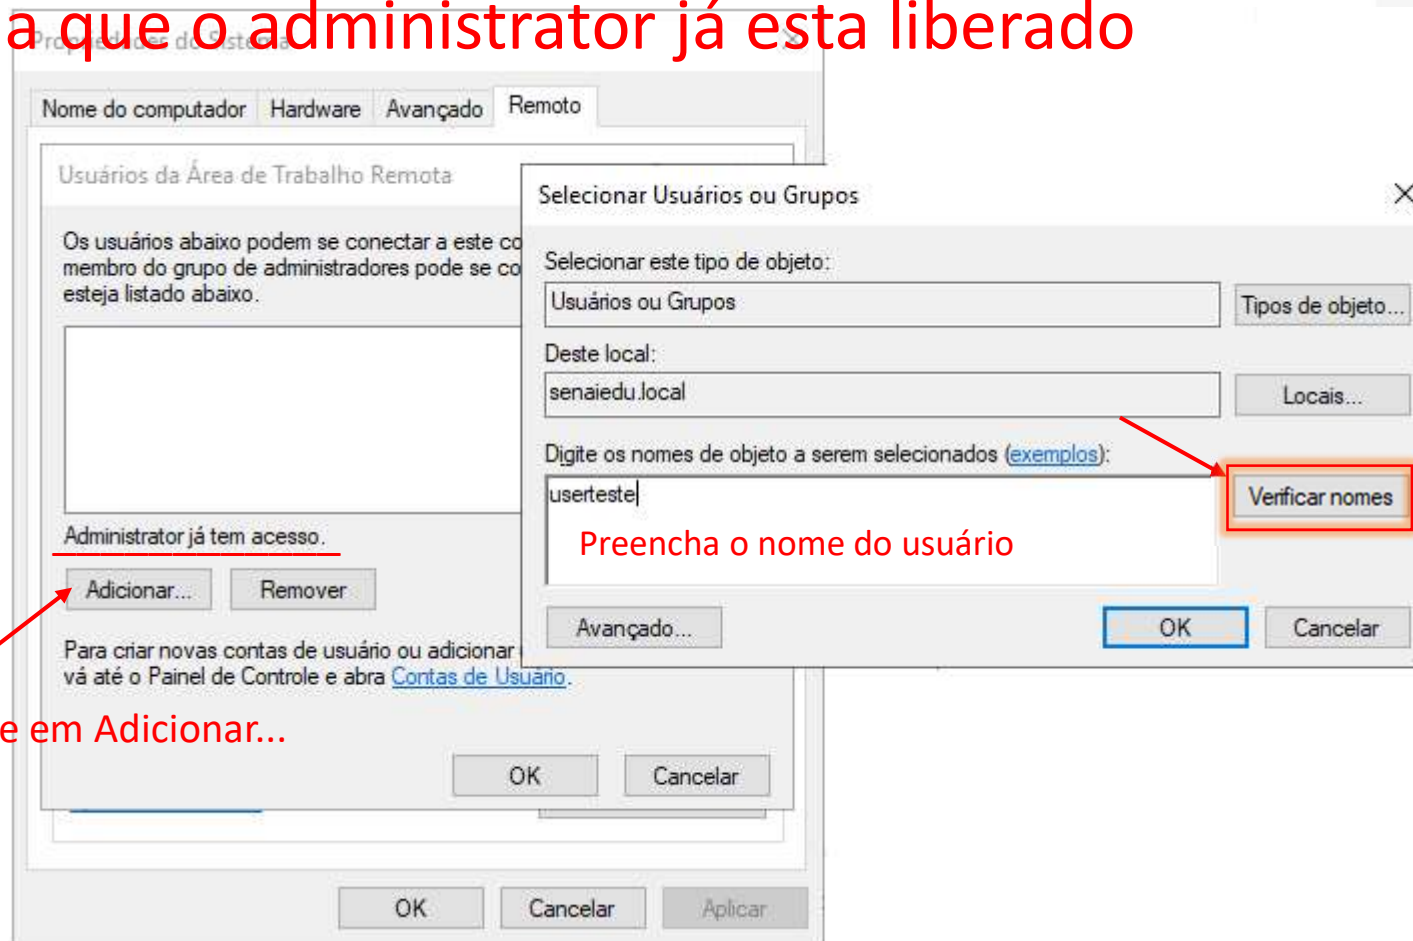 a que o administrator já esta liberado
Propriedades do Sistema
Nome do computador Hardware Avançado Remoto
Usuários da Área de Trabalho Remota
Os usuários abaixo podem se conectar a este co
membro do grupo de administradores pode se co
esteja listado abaixo.
Administrator já tem acesso.
Adicionar... Remover
Para criar novas contas de usuário ou adicionar
vá até o Painel de Controle e abra Contas de Usuário.
e em Adicionar...
OK Cancelar
OK Cancelar Aplicar
Selecionar Usuários ou Grupos
Selecionar este tipo de objeto:
Usuários ou Grupos Tipos de objeto...
Deste local:
senaiedu.local Locais...
Digite os nomes de objeto a serem selecionados (exemplos):
userteste Verificar nomes
Preencha o nome do usuário
Avançado... OK Cancelar